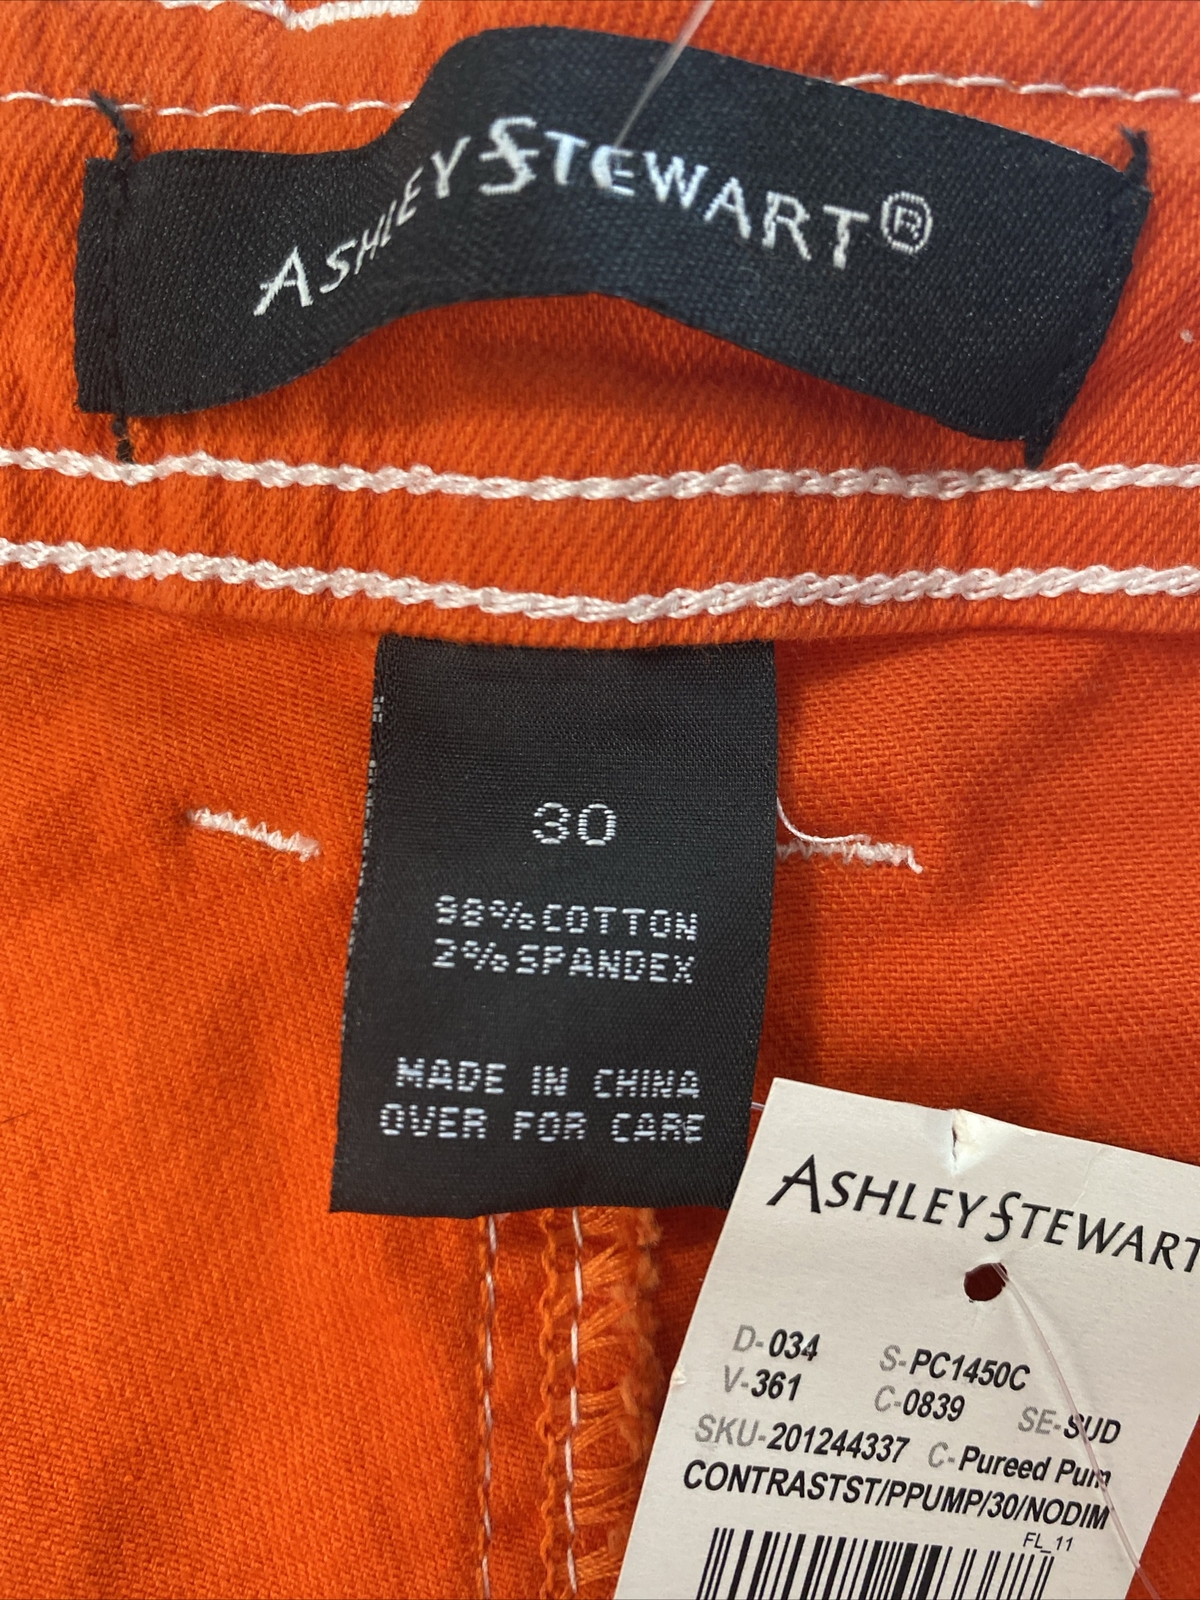 ASHLEY STEWART®
30
98%COTTON
2%SPANDEX
MADE IN CHINA
OVER FOR CARE
ASHLEY STEWART
D-034 S-PC1450C
V-361 C-0839 SE-SUD
SKU-201244337 C-Pureed Pum
CONTRASTST/PPUMP/30/NODIM
FL_11